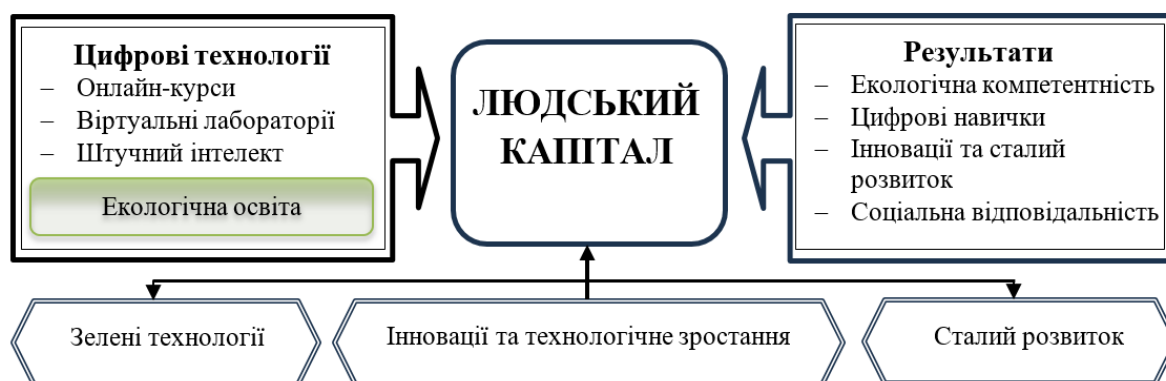 Цифрові технології
– Онлайн-курси
– Віртуальні лабораторії
– Штучний інтелект
Екологічна освіта
ЛЮДСЬКИЙ
КАПІТАЛ
Результати
– Екологічна компетентність
– Цифрові навички
– Інновації та сталий
розвиток
– Соціальна відповідальність
Зелені технології
Інновації та технологічне зростання
Сталий розвиток